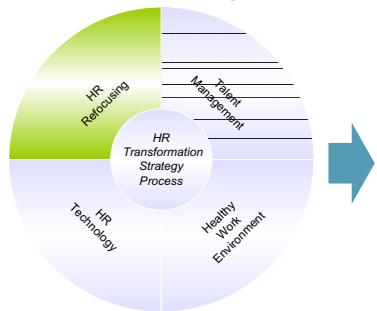 HR
Refocusing
Talent
Management
HR
Transformation
Strategy
Process
HR
Technology
Healthy
Work
Environment